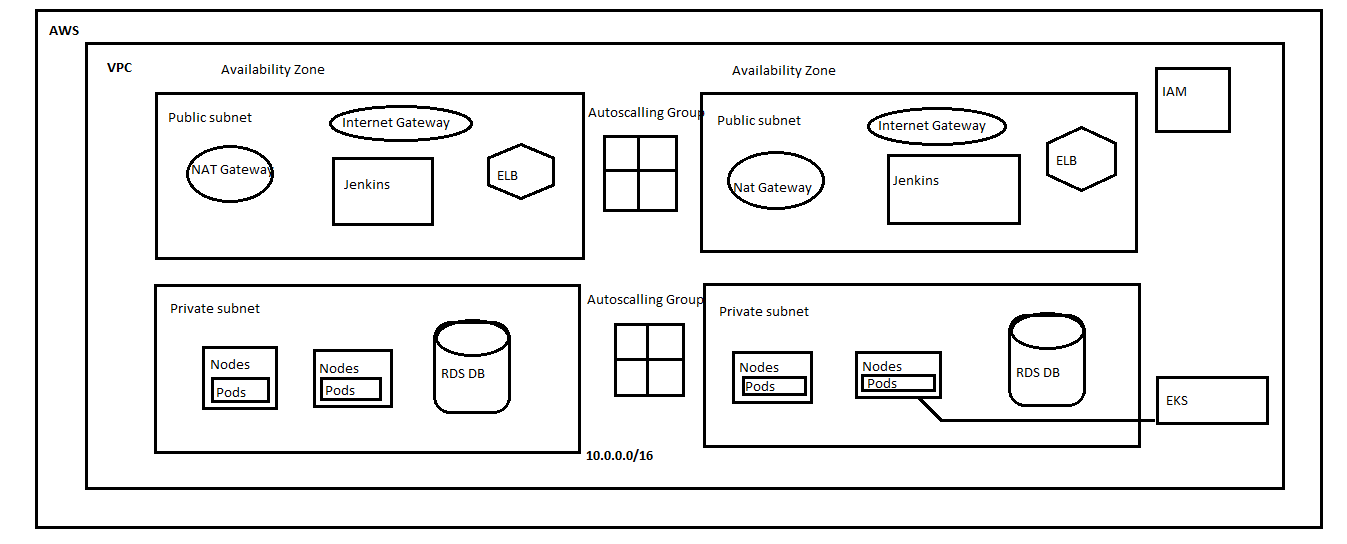 AWS
VPC
Availability Zone
Availability Zone
IAM
Public subnet
Internet Gateway
NAT Gateway
Jenkins
ELB
Autoscalling Group
Public subnet
Internet Gateway
Nat Gateway
Jenkins
ELB
Private subnet
Nodes
Pods
Nodes
Pods
RDS DB
Autoscalling Group
Private subnet
Nodes
Pods
Nodes
Pods
RDS DB
EKS
10.0.0.0/16